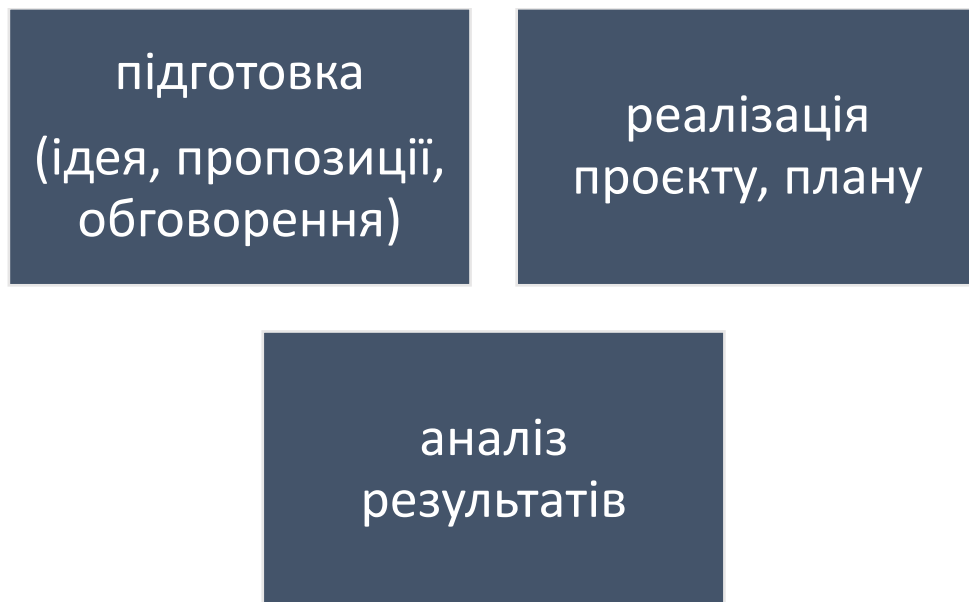 підготовка
(ідея, пропозиції,
обговорення)
реалізація
проєкту, плану
аналіз
результатів